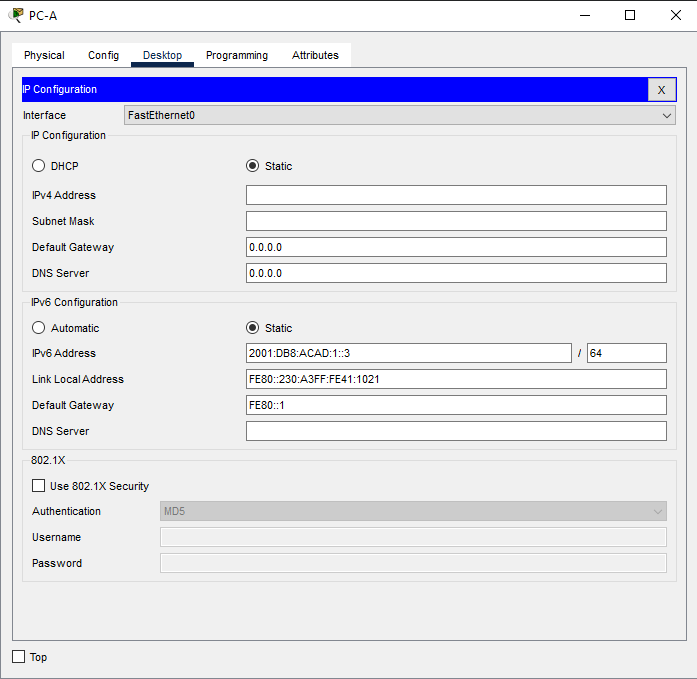 PC-A
Physical Config Desktop Programming Attributes
IP Configuration X
Interface FastEthernet0
IP Configuration
DHCP Static
IPv4 Address
Subnet Mask
Default Gateway 0.0.0.0
DNS Server 0.0.0.0
IPv6 Configuration
Automatic Static
IPv6 Address 2001:DB8:ACAD:1::3 / 64
Link Local Address FE80::230:A3FF:FE41:1021
Default Gateway FE80::1
DNS Server
802.1X
Use 802.1X Security
Authentication MD5
Username
Password
Top